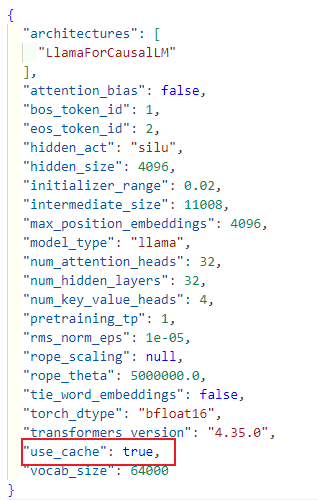 {
"architectures": [
"LlamaForCausalLM"
],
"attention_bias": false,
"bos_token_id": 1,
"eos_token_id": 2,
"hidden_act": "silu",
"hidden_size": 4096,
"initializer_range": 0.02,
"intermediate_size": 11008,
"max_position_embeddings": 4096,
"model_type": "llama",
"num_attention_heads": 32,
"num_hidden_layers": 32,
"num_key_value_heads": 4,
"pretraining_tp": 1,
"rms_norm_eps": 1e-05,
"rope_scaling": null,
"rope_theta": 5000000.0,
"tie_word_embeddings": false,
"torch_dtype": "bfloat16",
"transformers_version": "4.35.0",
"use_cache": true,
"vocab_size": 64000
}